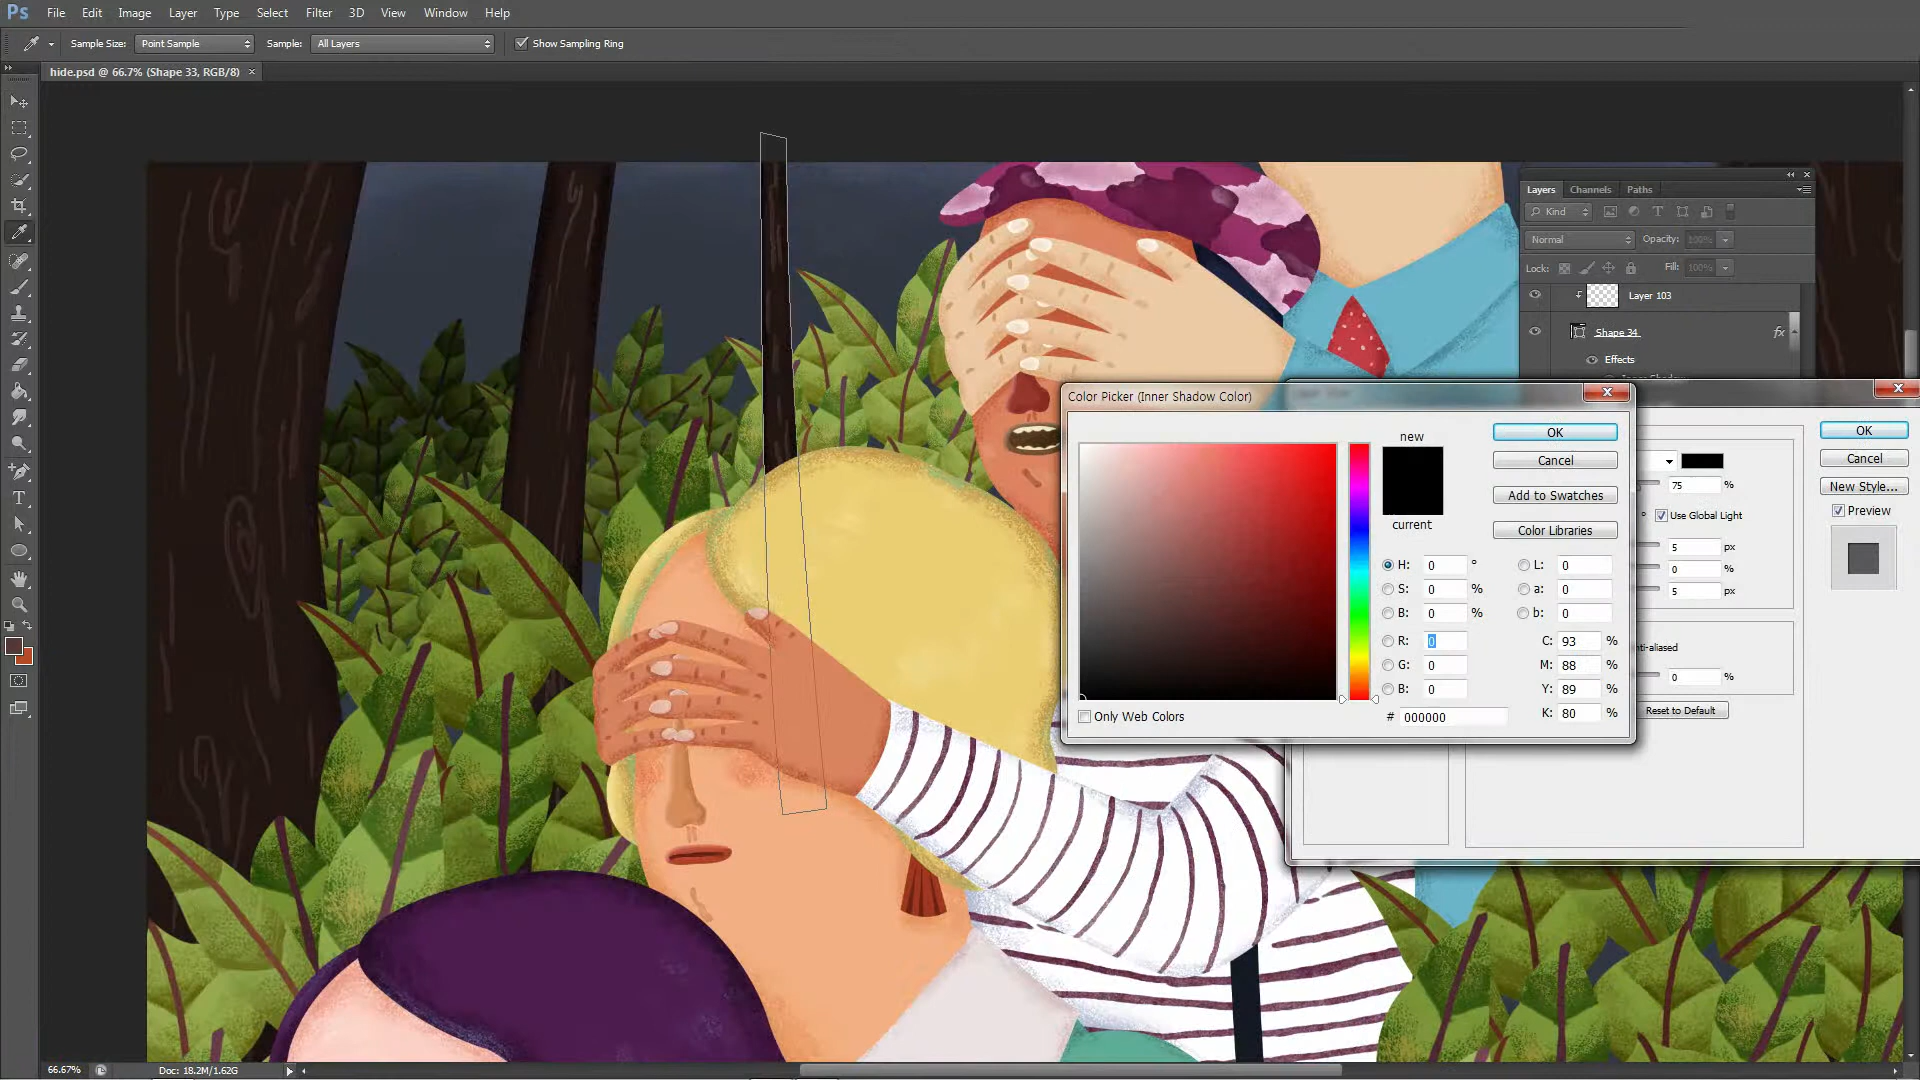 Ps File Edit Image Layer Type Select Filter 3D View Window Help
Sample Size: Point Sample Sample: All Layers Show Sampling Ring
hide.psd @ 66.7% (Shape 33, RGB/8) ×
Layers Channels Paths
Kind
Normal Opacity: 100%
Lock: Fill: 100%
Layer 103
Shape 34 fx
Effects
Color Picker (Inner Shadow Color)
new
current
OK
Cancel
Add to Swatches
Color Libraries
H: 0 ° L: 0
S: 0 % a: 0
B: 0 % b: 0
R: 0 C: 93 %
G: 0 M: 88 %
B: 0 Y: 89 %
# 000000 K: 80 %
Only Web Colors
OK
Cancel
New Style...
Preview
75 %
° Use Global Light
5 px
0 %
5 px
nti-aliased
0 %
Reset to Default
66.67% Doc: 18.2M/1.62G